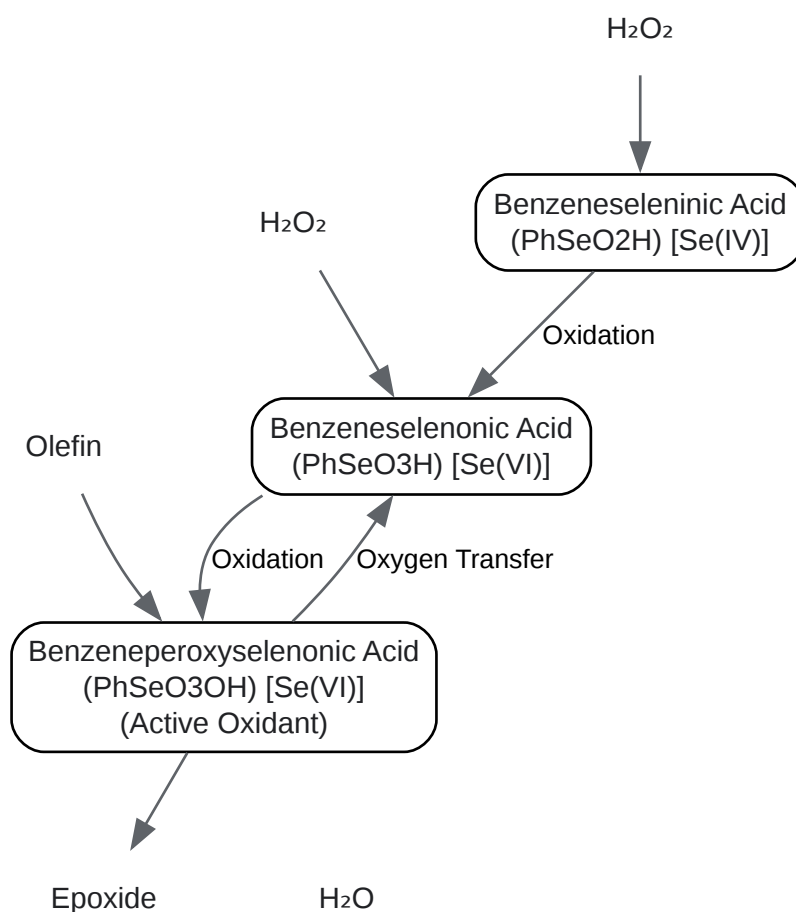 H₂O₂
Benzeneseleninic Acid
(PhSeO2H) [Se(IV)]
H₂O₂
Oxidation
Benzeneselenonic Acid
(PhSeO3H) [Se(VI)]
Olefin
Oxidation
Oxygen Transfer
Benzeneperoxyselenonic Acid
(PhSeO3OH) [Se(VI)]
(Active Oxidant)
Epoxide
H₂O